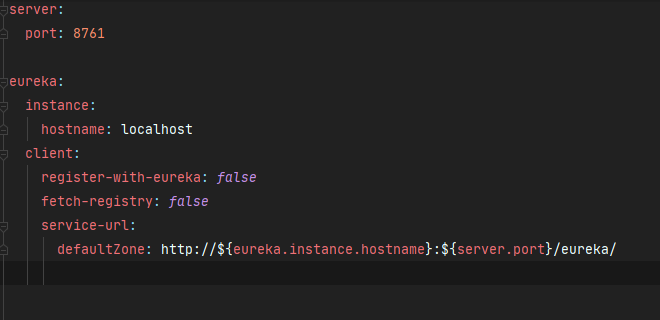 server:
  port: 8761
eureka:
  instance:
    hostname: localhost
  client:
    register-with-eureka: false
    fetch-registry: false
    service-url:
      defaultZone: http://${eureka.instance.hostname}:${server.port}/eureka/